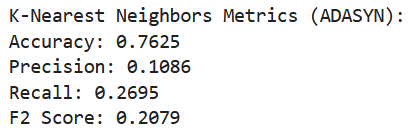 K-Nearest Neighbors Metrics (ADASYN):
Accuracy: 0.7625
Precision: 0.1086
Recall: 0.2695
F2 Score: 0.2079